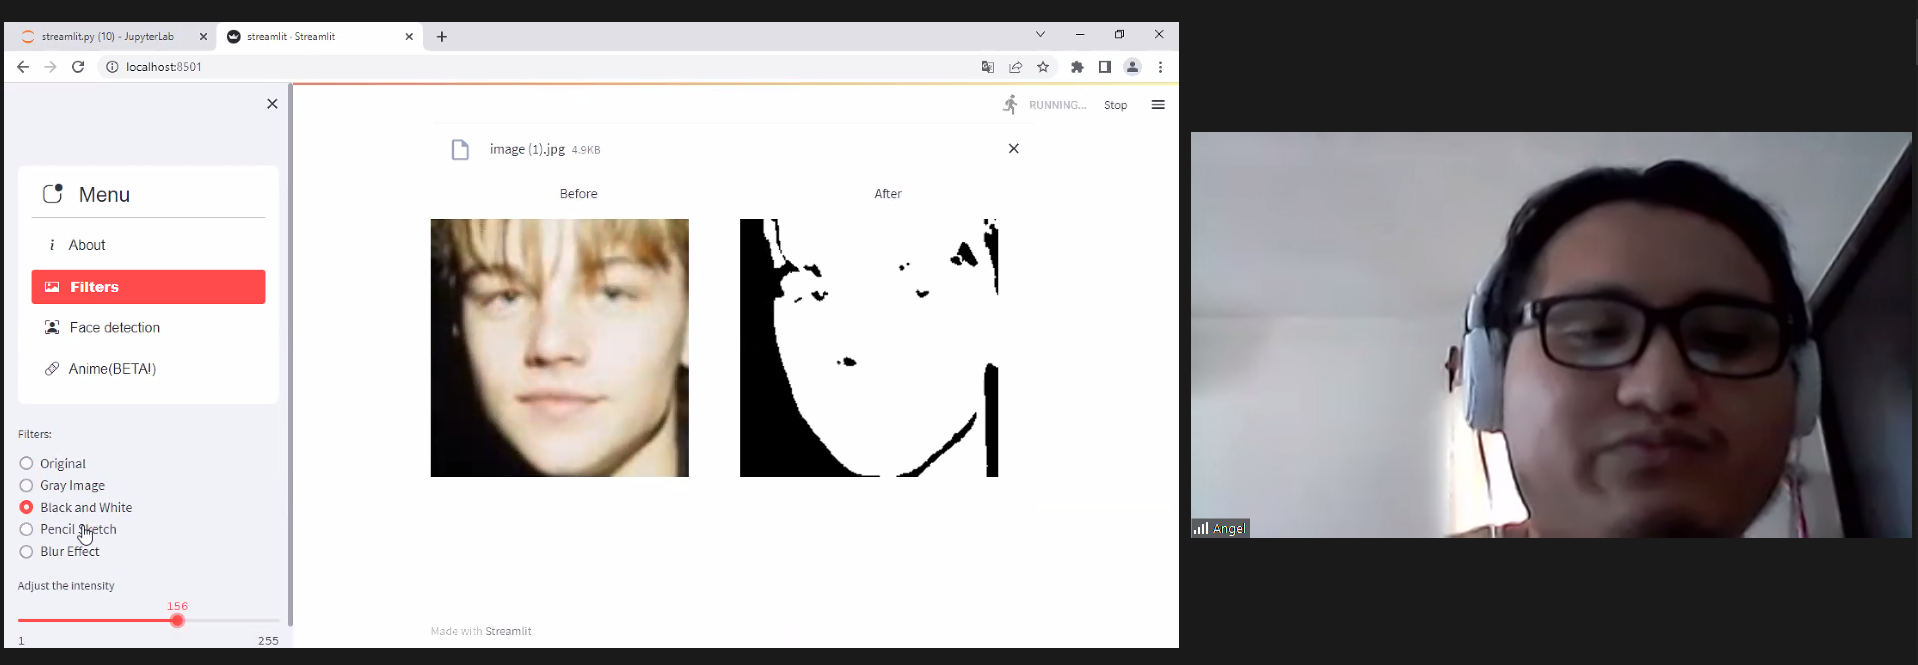 streamlit.py (10) - JupyterLab
streamlit · Streamlit
localhost:8501
RUNNING...
Stop
Menu
About
Filters
Face detection
Anime(BETA!)
Filters:
Original
Gray Image
Black and White
Pencil Sketch
Blur Effect
Adjust the intensity
156
1
255
image (1).jpg 4.9KB
Before
After
Made with Streamlit
Angel